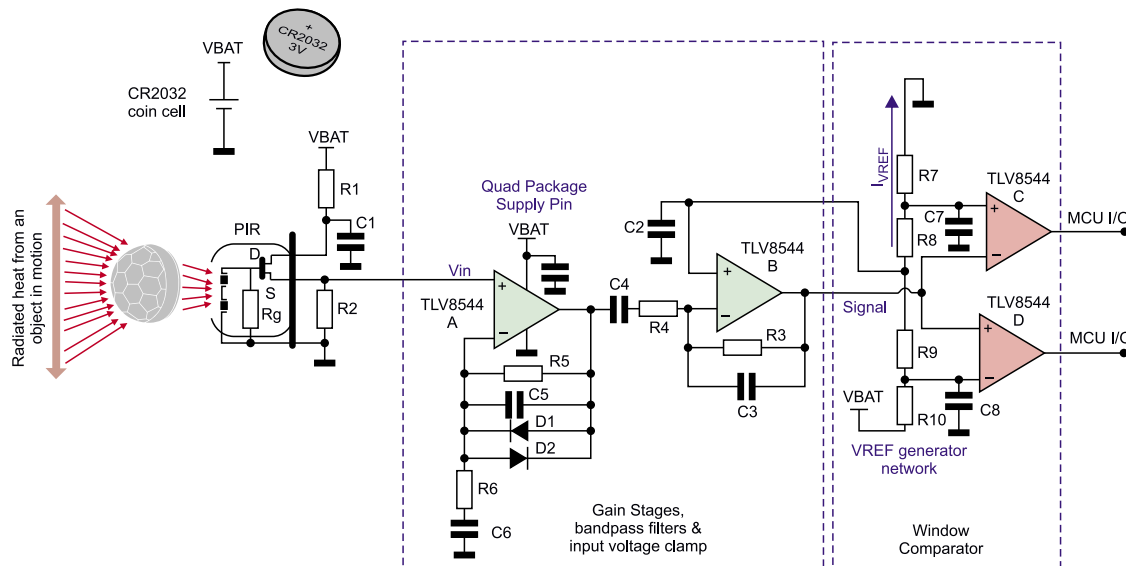 +
CR2032
3V
VBAT
CR2032
coin cell
Radiated heat from an
object in motion
PIR
D
S
Rg
VBAT
R1
C1
R2
Vin
Quad Package
Supply Pin
VBAT
+
TLV8544
A
−
R5
C5
D1
D2
R6
C6
C4
R4
C2
+
TLV8544
B
−
R3
C3
Gain Stages,
bandpass filters &
input voltage clamp
Signal
IVREF
R7
C7
R8
R9
VBAT
R10
C8
VREF generator
network
TLV8544
C
+
−
MCU I/O
TLV8544
D
+
−
MCU I/O
Window
Comparator